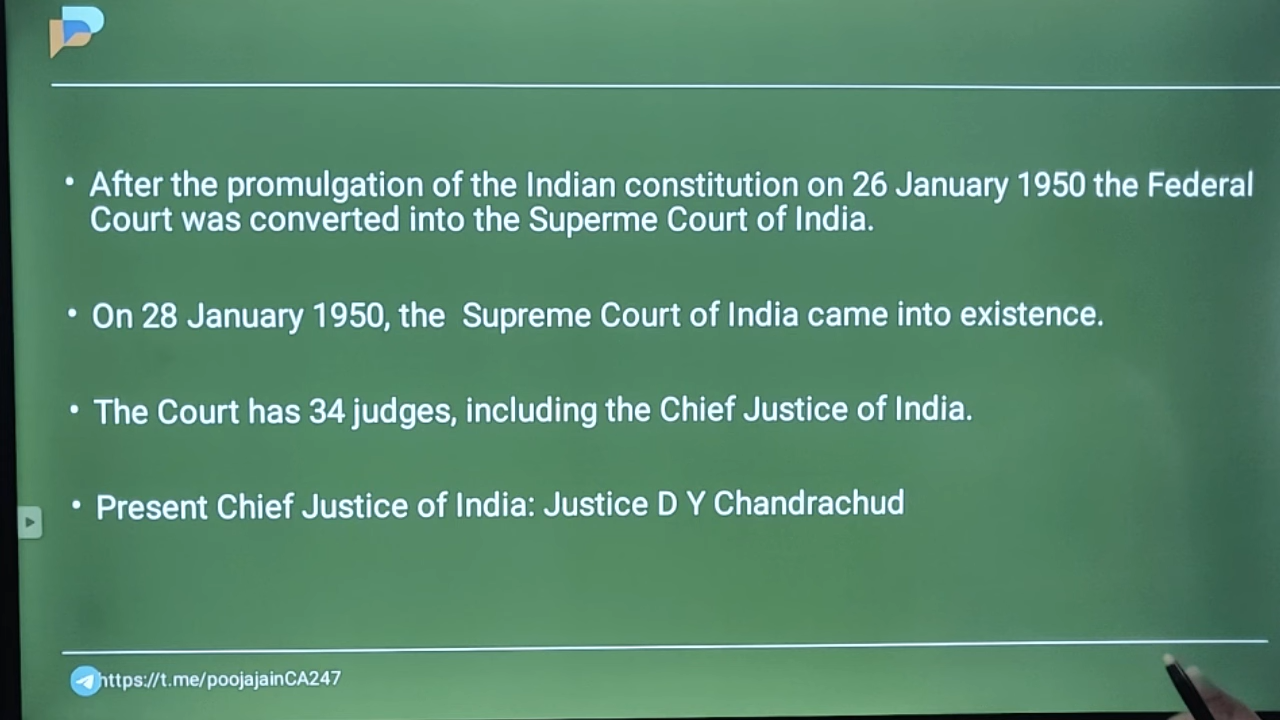 • After the promulgation of the Indian constitution on 26 January 1950 the Federal
Court was converted into the Superme Court of India.
• On 28 January 1950, the Supreme Court of India came into existence.
• The Court has 34 judges, including the Chief Justice of India.
• Present Chief Justice of India: Justice D Y Chandrachud
https://t.me/poojajainCA247